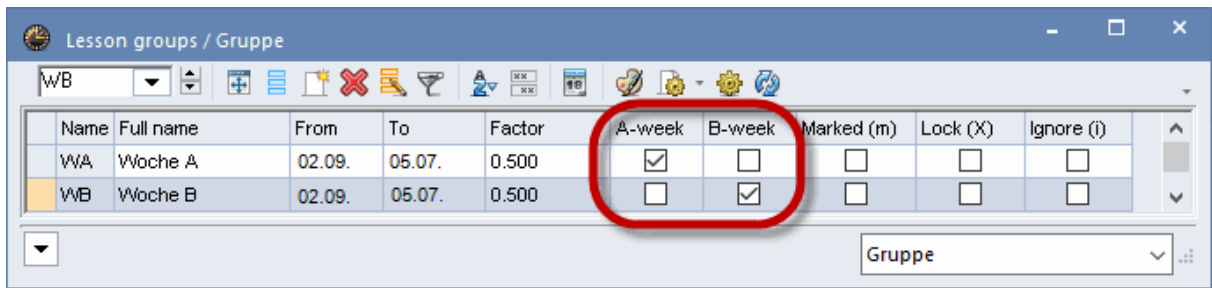 Lesson groups / Gruppe
WB
Name Full name From To Factor A-week B-week Marked (m) Lock (X) Ignore (i)
WA Woche A 02.09. 05.07. 0.500
WB Woche B 02.09. 05.07. 0.500
Gruppe